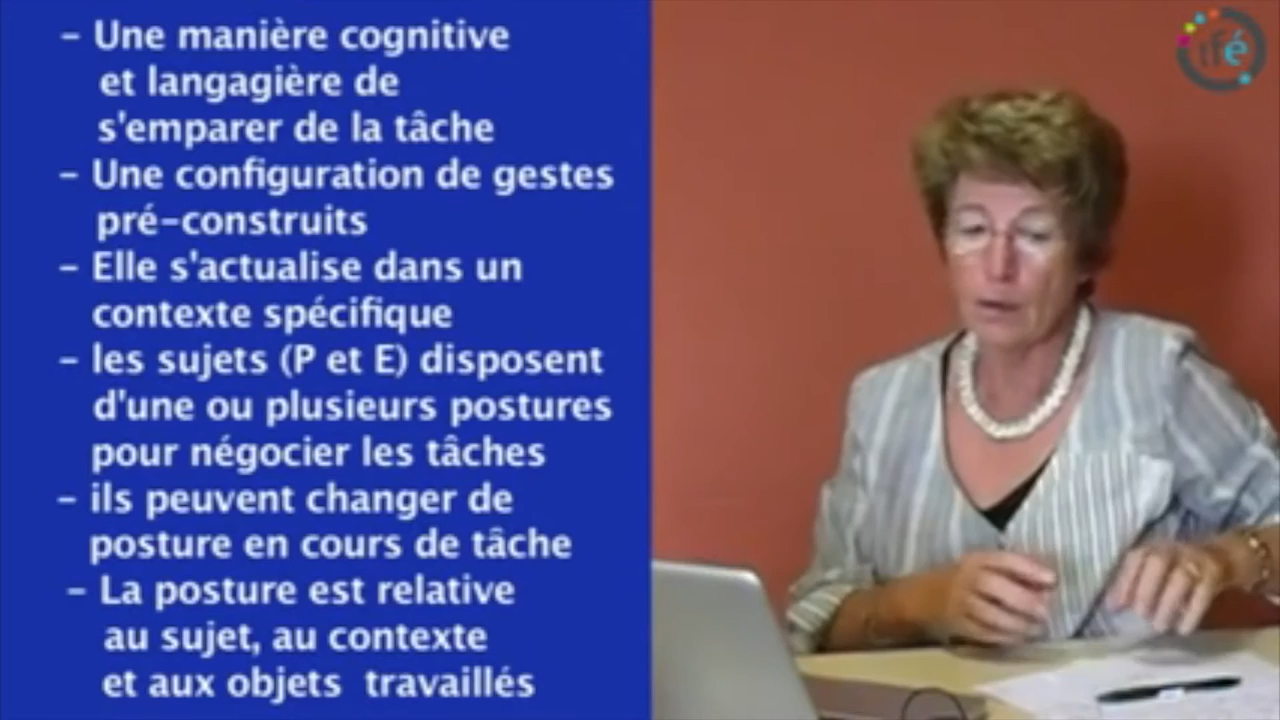 – Une manière cognitive
et langagière de
s'emparer de la tâche
– Une configuration de gestes
pré-construits
– Elle s'actualise dans un
contexte spécifique
– les sujets (P et E) disposent
d'une ou plusieurs postures
pour négocier les tâches
– ils peuvent changer de
posture en cours de tâche
– La posture est relative
au sujet, au contexte
et aux objets travaillés
ifé